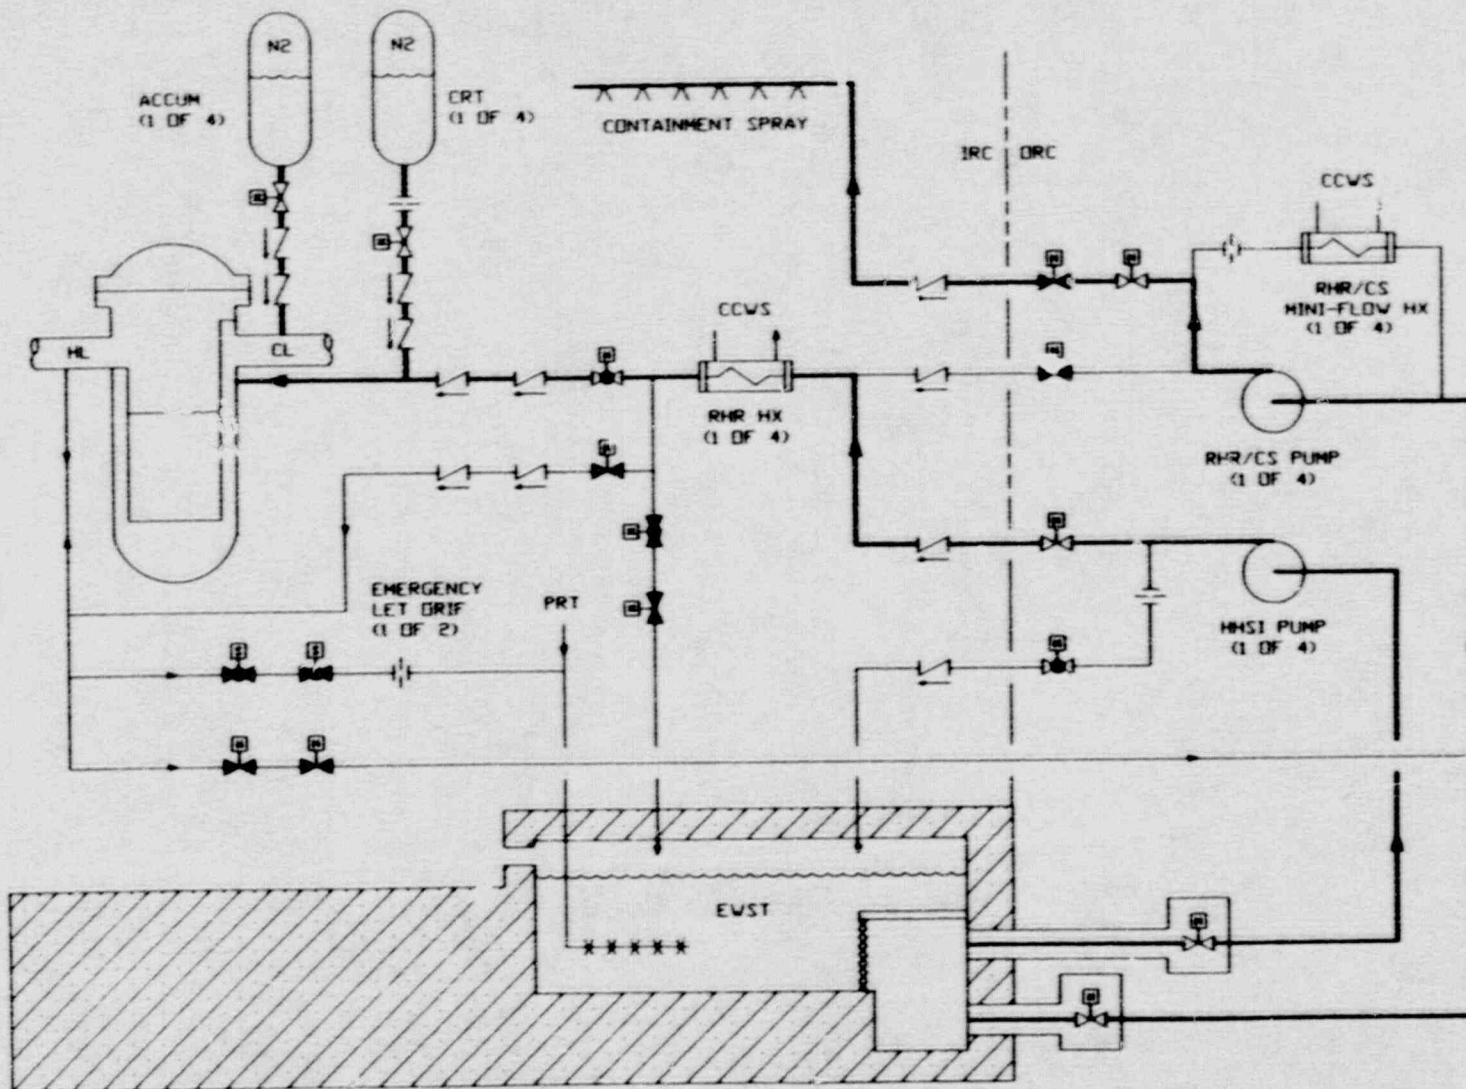 N2
N2
ACCUM
(1 OF 4)
CRT
(1 OF 4)
CONTAINMENT SPRAY
IRC
ORC
CCWS
RHR/CS
MINI-FLOW HX
(1 OF 4)
CCWS
HL
CL
RHR HX
(1 OF 4)
RHR/CS PUMP
(1 OF 4)
EMERGENCY
LET DRIF
(1 OF 2)
PRT
HHSI PUMP
(1 OF 4)
EWST